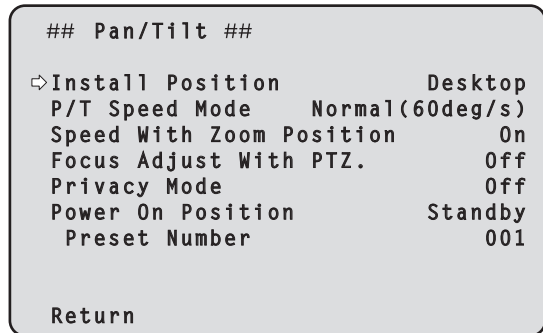 ## Pan/Tilt ##
⇨Install Position Desktop
P/T Speed Mode Normal(60deg/s)
Speed With Zoom Position On
Focus Adjust With PTZ. Off
Privacy Mode Off
Power On Position Standby
Preset Number 001
Return